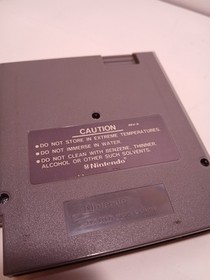 CAUTION
•DO NOT STORE IN EXTREME TEMPERATURES.
•DO NOT IMMERSE IN WATER.
•DO NOT CLEAN WITH BENZENE, THINNER,
ALCOHOL OR OTHER SUCH SOLVENTS.
Nintendo